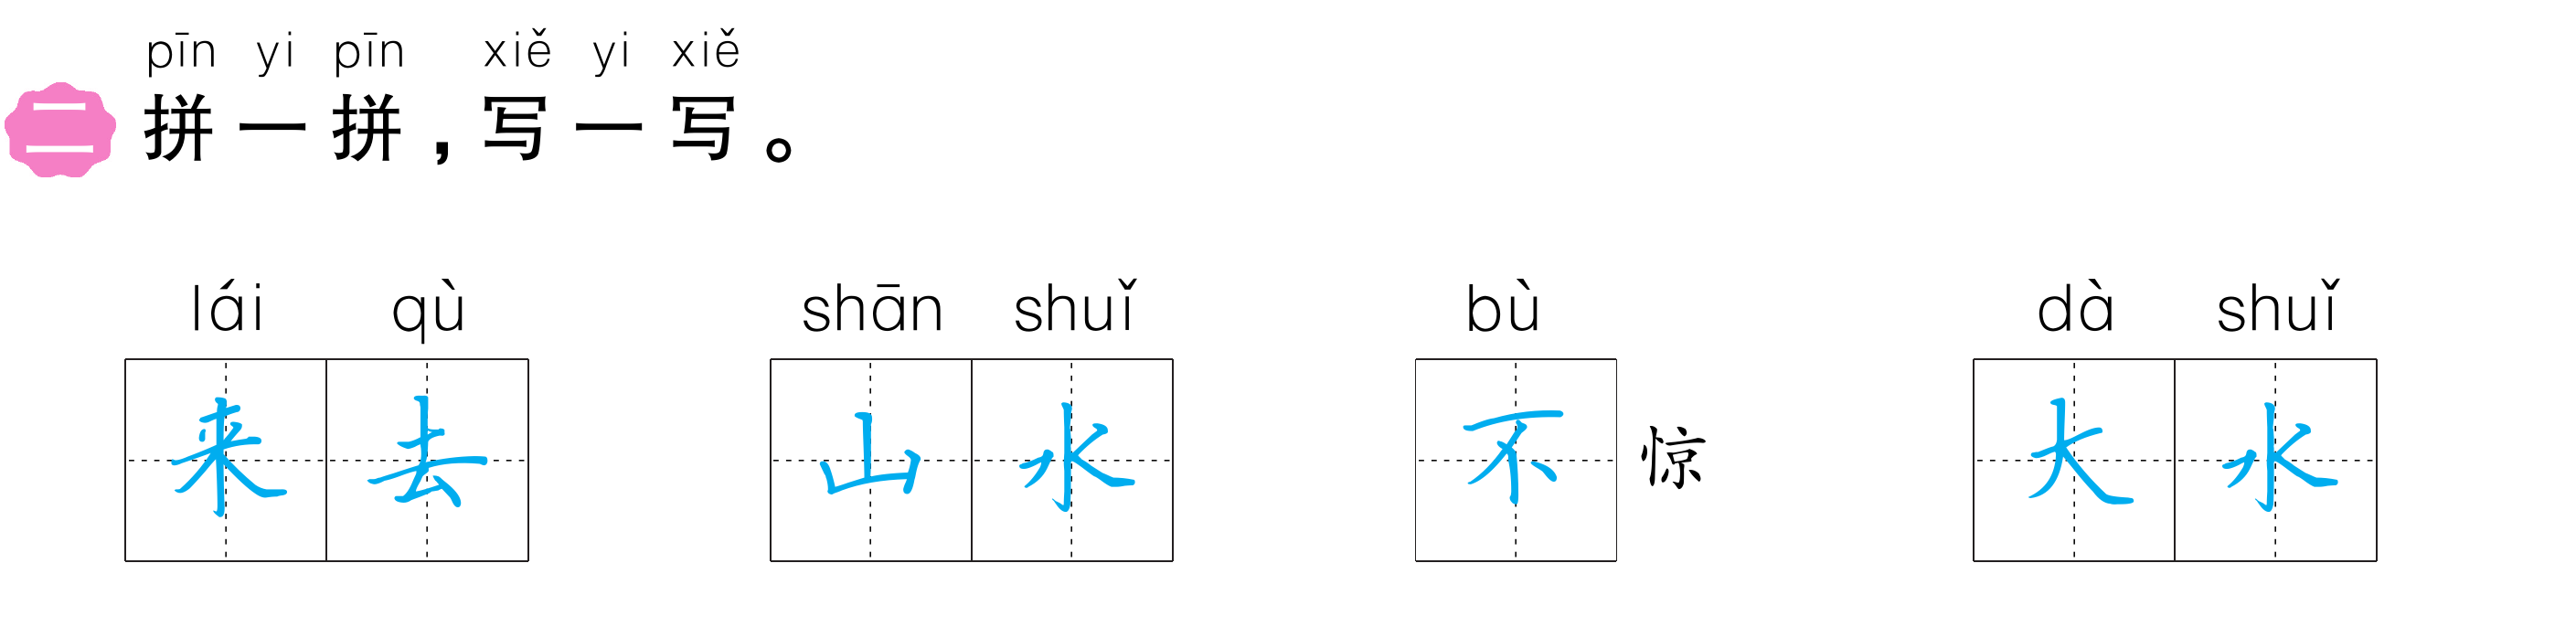 pīn yi pīn xiě yi xiě
二 拼一拼，写一写。
lái qù shān shuǐ bù dà shuǐ
来去 山水 不惊 大水